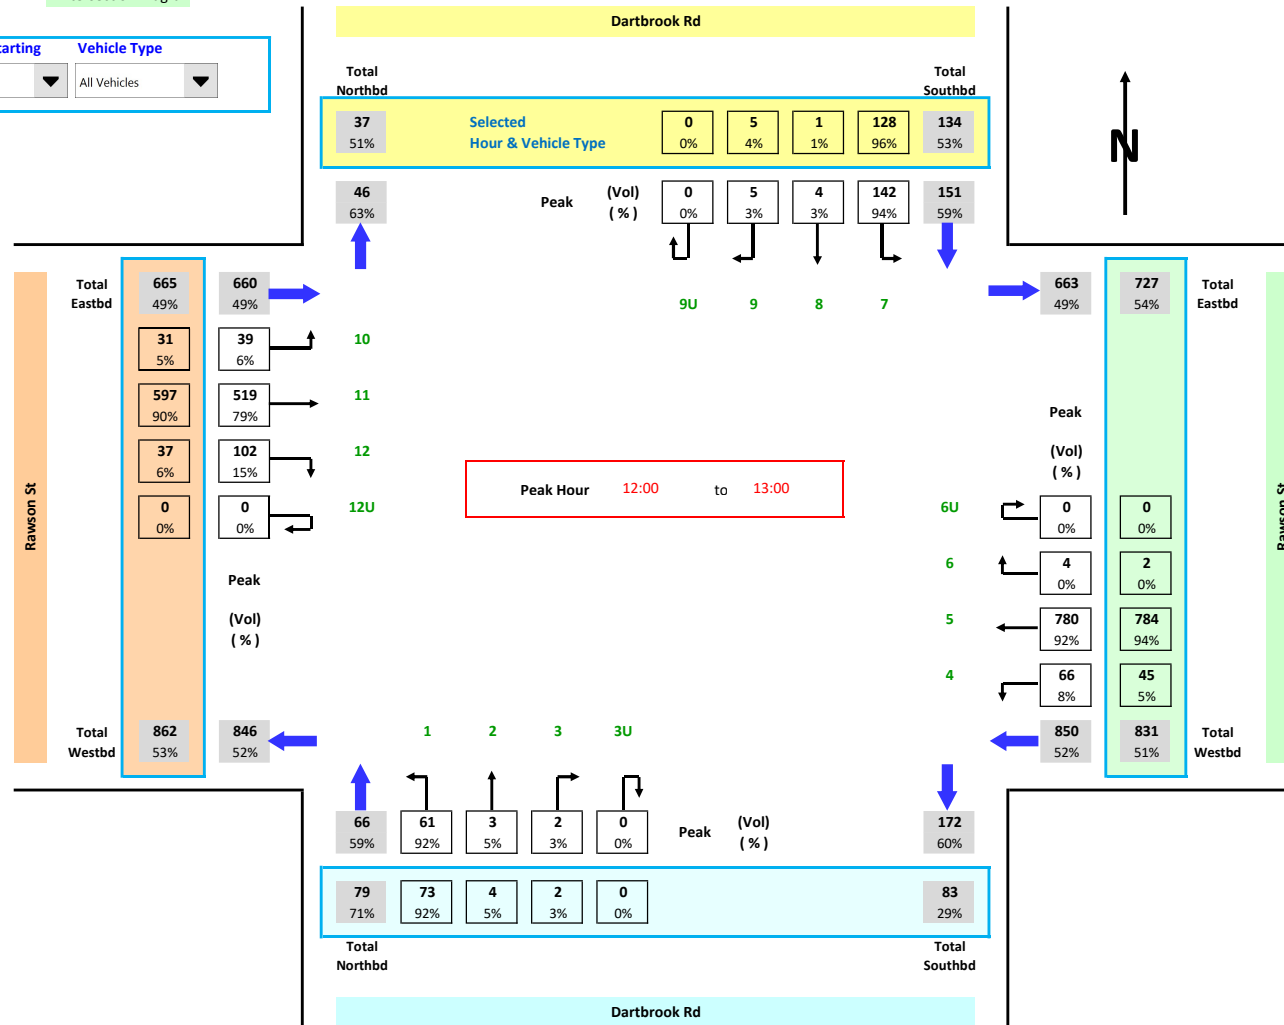 Dartbrook Rd
Vehicle Type
All Vehicles
Total
Northbd
Total
Southbd
37
51%
Selected
Hour & Vehicle Type
0
0%
5
4%
1
1%
128
96%
134
53%
N
46
63%
Peak
(Vol)
( % )
0
0%
5
3%
4
3%
142
94%
151
59%
Total
Eastbd
665
49%
660
49%
9U
9
8
7
663
49%
727
54%
Total
Eastbd
31
5%
39
6%
10
597
90%
519
79%
11
Peak
(Vol)
( % )
37
6%
102
15%
12
Peak Hour 12:00 to 13:00
Rawson St
0
0%
0
0%
12U
6U
0
0%
0
0%
Rawson St
Peak
(Vol)
( % )
6
4
0%
2
0%
5
780
92%
784
94%
4
66
8%
45
5%
Total
Westbd
862
53%
846
52%
1
2
3
3U
850
52%
831
51%
Total
Westbd
66
59%
61
92%
3
5%
2
3%
0
0%
Peak
(Vol)
( % )
172
60%
79
71%
73
92%
4
5%
2
3%
0
0%
83
29%
Total
Northbd
Total
Southbd
Dartbrook Rd